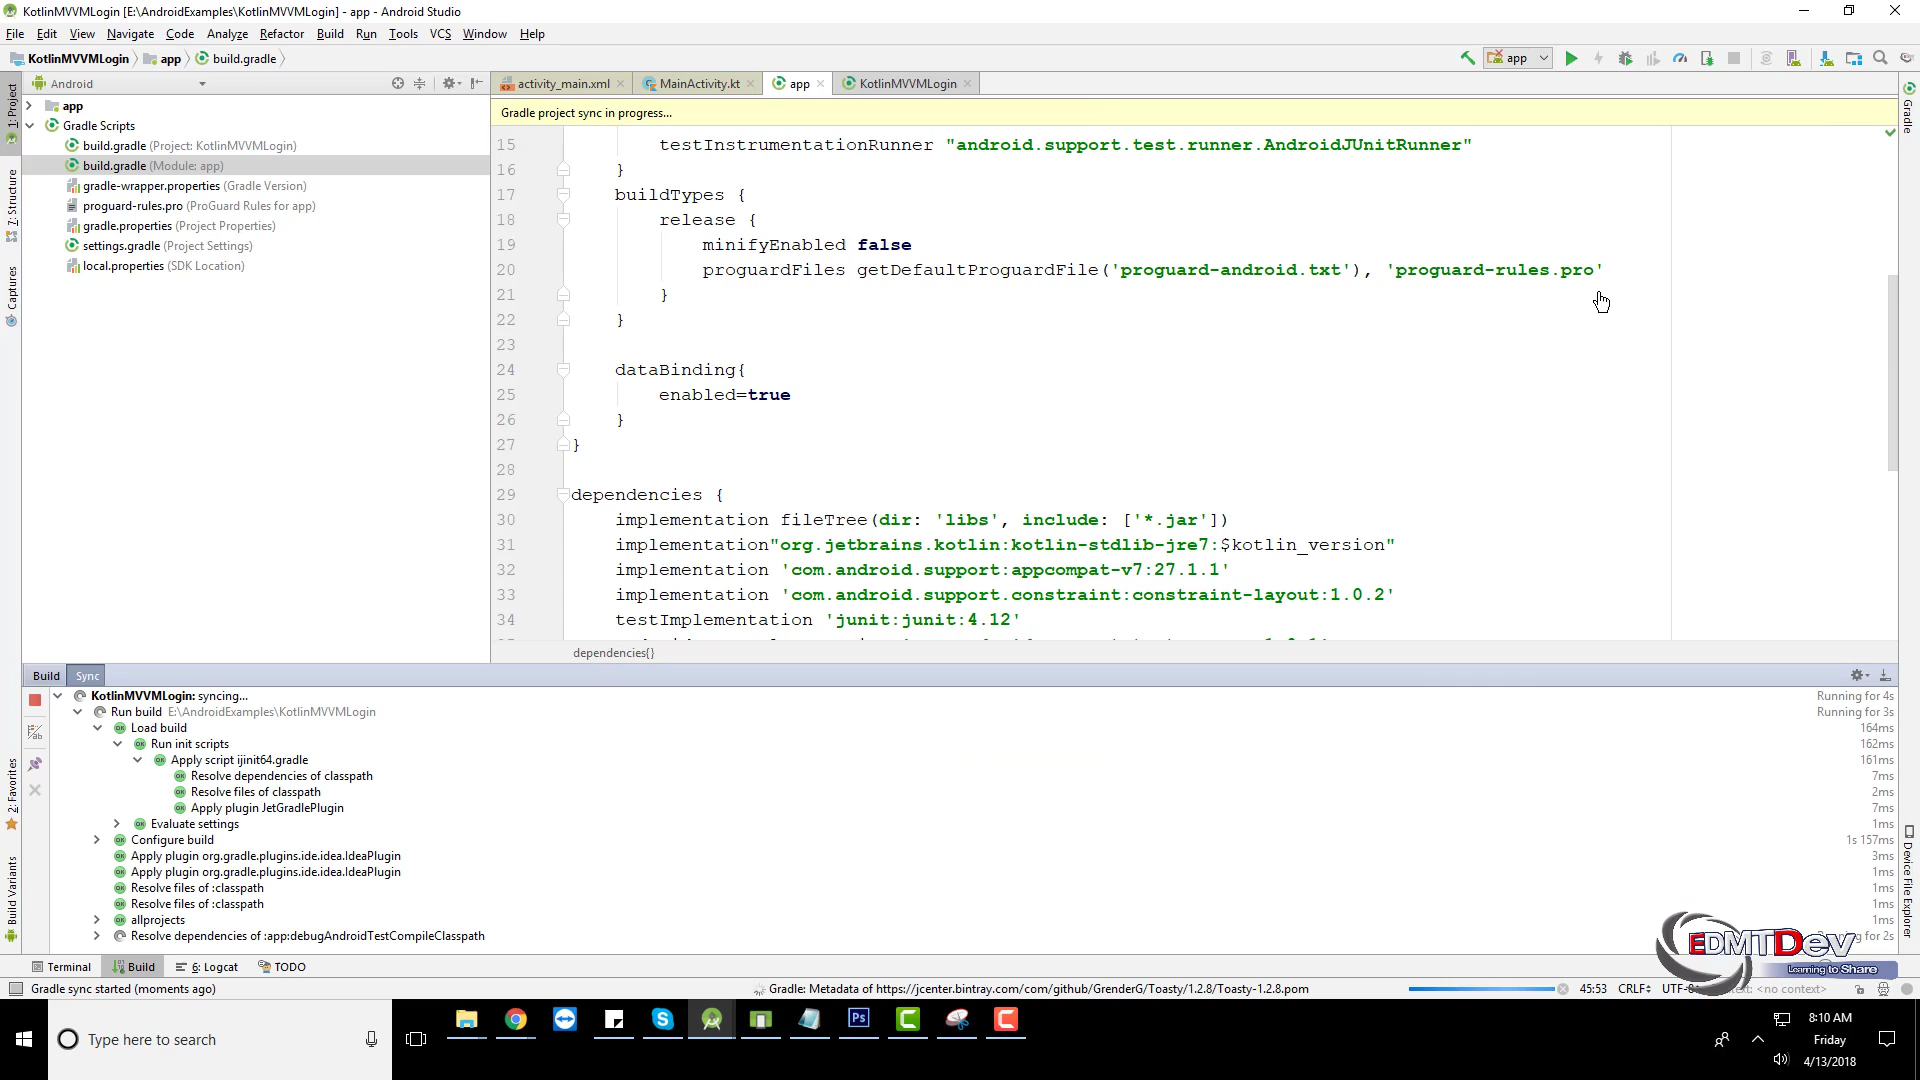 KotlinMVVMLogin [E:\AndroidExamples\KotlinMVVMLogin] - app - Android Studio
File Edit View Navigate Code Analyze Refactor Build Run Tools VCS Window Help
KotlinMVVMLogin app build.gradle
app
Android
activity_main.xml MainActivity.kt app KotlinMVVMLogin
1: Project
7: Structure
Captures
2: Favorites
Build Variants
Gradle
Device File Explorer
app
Gradle Scripts
build.gradle (Project: KotlinMVVMLogin)
build.gradle (Module: app)
gradle-wrapper.properties (Gradle Version)
proguard-rules.pro (ProGuard Rules for app)
gradle.properties (Project Properties)
settings.gradle (Project Settings)
local.properties (SDK Location)
Gradle project sync in progress...
15 testInstrumentationRunner "android.support.test.runner.AndroidJUnitRunner"
16 }
17 buildTypes {
18 release {
19 minifyEnabled false
20 proguardFiles getDefaultProguardFile('proguard-android.txt'), 'proguard-rules.pro'
21 }
22 }
23
24 dataBinding{
25 enabled=true
26 }
27 }
28
29 dependencies {
30 implementation fileTree(dir: 'libs', include: ['*.jar'])
31 implementation"org.jetbrains.kotlin:kotlin-stdlib-jre7:$kotlin_version"
32 implementation 'com.android.support:appcompat-v7:27.1.1'
33 implementation 'com.android.support.constraint:constraint-layout:1.0.2'
34 testImplementation 'junit:junit:4.12'
dependencies{}
Build Sync
KotlinMVVMLogin: syncing... Running for 4s
Run build E:\AndroidExamples\KotlinMVVMLogin Running for 3s
Load build 164ms
Run init scripts 162ms
Apply script ijinit64.gradle 161ms
Resolve dependencies of classpath 7ms
Resolve files of classpath 2ms
Apply plugin JetGradlePlugin 7ms
Evaluate settings 1ms
Configure build 1s 157ms
Apply plugin org.gradle.plugins.ide.idea.IdeaPlugin 3ms
Apply plugin org.gradle.plugins.ide.idea.IdeaPlugin 1ms
Resolve files of :classpath 1ms
Resolve files of :classpath 1ms
allprojects 1ms
Resolve dependencies of :app:debugAndroidTestCompileClasspath for 2s
EDMTDev
Learning to Share
Terminal Build 6: Logcat TODO
Gradle sync started (moments ago) Gradle: Metadata of https://jcenter.bintray.com/com/github/GrenderG/Toasty/1.2.8/Toasty-1.2.8.pom 45:53 CRLF <no context>
Type here to search
Ps
8:10 AM
Friday
4/13/2018